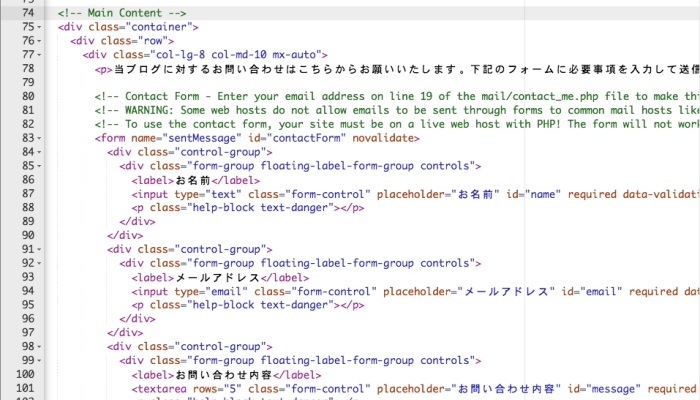 74 <!-- Main Content -->
75 <div class="container">
76 <div class="row">
77 <div class="col-lg-8 col-md-10 mx-auto">
78 <p>当ブログに対するお問い合わせはこちらからお願いいたします。下記のフォームに必要事項を入力して送信
79
80 <!-- Contact Form - Enter your email address on line 19 of the mail/contact_me.php file to make thi
81 <!-- WARNING: Some web hosts do not allow emails to be sent through forms to common mail hosts like
82 <!-- To use the contact form, your site must be on a live web host with PHP! The form will not work
83 <form name="sentMessage" id="contactForm" novalidate>
84 <div class="control-group">
85 <div class="form-group floating-label-form-group controls">
86 <label>お名前</label>
87 <input type="text" class="form-control" placeholder="お名前" id="name" required data-validati
88 <p class="help-block text-danger"></p>
89 </div>
90 </div>
91 <div class="control-group">
92 <div class="form-group floating-label-form-group controls">
93 <label>メールアドレス</label>
94 <input type="email" class="form-control" placeholder="メールアドレス" id="email" required dat
95 <p class="help-block text-danger"></p>
96 </div>
97 </div>
98 <div class="control-group">
99 <div class="form-group floating-label-form-group controls">
100 <label>お問い合わせ内容</label>
101 <textarea rows="5" class="form-control" placeholder="お問い合わせ内容" id="message" required